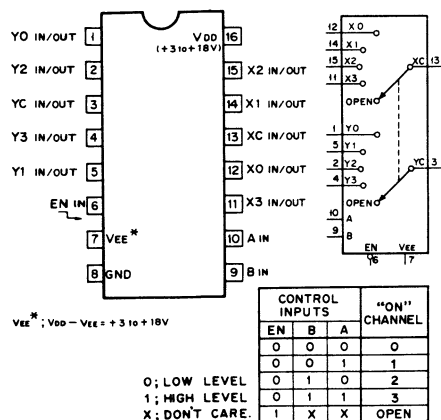 Y0 IN/OUT 1
Y2 IN/OUT 2
YC IN/OUT 3
Y3 IN/OUT 4
Y1 IN/OUT 5
EN IN 6
7 VEE*
8 GND
VDD 16
(+3 to +18V)
15 X2 IN/OUT
14 X1 IN/OUT
13 XC IN/OUT
12 X0 IN/OUT
11 X3 IN/OUT
10 A IN
9 B IN
12 X0
14 X1
15 X2
11 X3
OPEN
XC 13
1 Y0
5 Y1
2 Y2
4 Y3
OPEN
YC 3
10 A
9 B
EN VEE
6 7
VEE*; VDD - VEE = +3 to +18V
0; LOW LEVEL
1; HIGH LEVEL
X; DON'T CARE.
CONTROL INPUTS "ON" CHANNEL
EN B A
0 0 0 0
0 0 1 1
0 1 0 2
0 1 1 3
1 X X OPEN